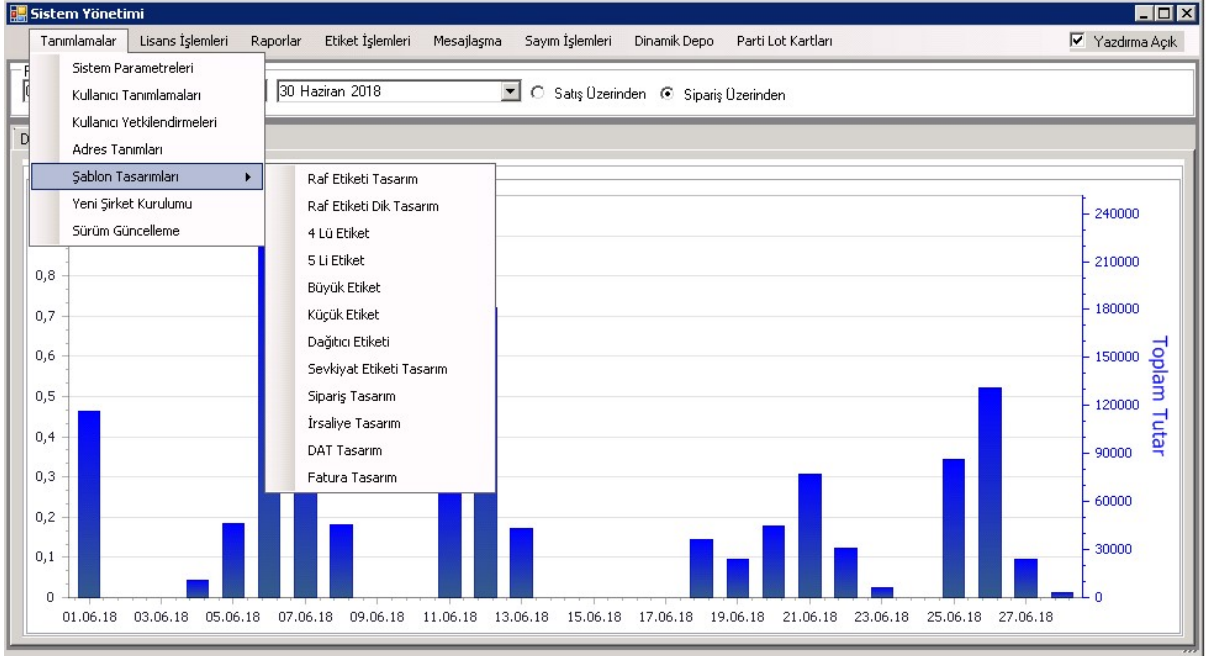 Sistem Yönetimi
Tanımlamalar Lisans İşlemleri Raporlar Etiket İşlemleri Mesajlaşma Sayım İşlemleri Dinamik Depo Parti Lot Kartları Yazdırma Açık
Sistem Parametreleri
Kullanıcı Tanımlamaları
Kullanıcı Yetkilendirmeleri
Adres Tanımları
Şablon Tasarımları
Yeni Şirket Kurulumu
Sürüm Güncelleme
30 Haziran 2018 Satış Üzerinden Sipariş Üzerinden
Raf Etiketi Tasarım
Raf Etiketi Dik Tasarım
4 Lü Etiket
5 Li Etiket
Büyük Etiket
Küçük Etiket
Dağıtıcı Etiketi
Sevkiyat Etiketi Tasarım
Sipariş Tasarım
İrsaliye Tasarım
DAT Tasarım
Fatura Tasarım
0,8
0,7
0,6
0,5
0,4
0,3
0,2
0,1
0
240000
210000
180000
150000
120000
90000
60000
30000
0
Toplam Tutar
01.06.18 03.06.18 05.06.18 07.06.18 09.06.18 11.06.18 13.06.18 15.06.18 17.06.18 19.06.18 21.06.18 23.06.18 25.06.18 27.06.18